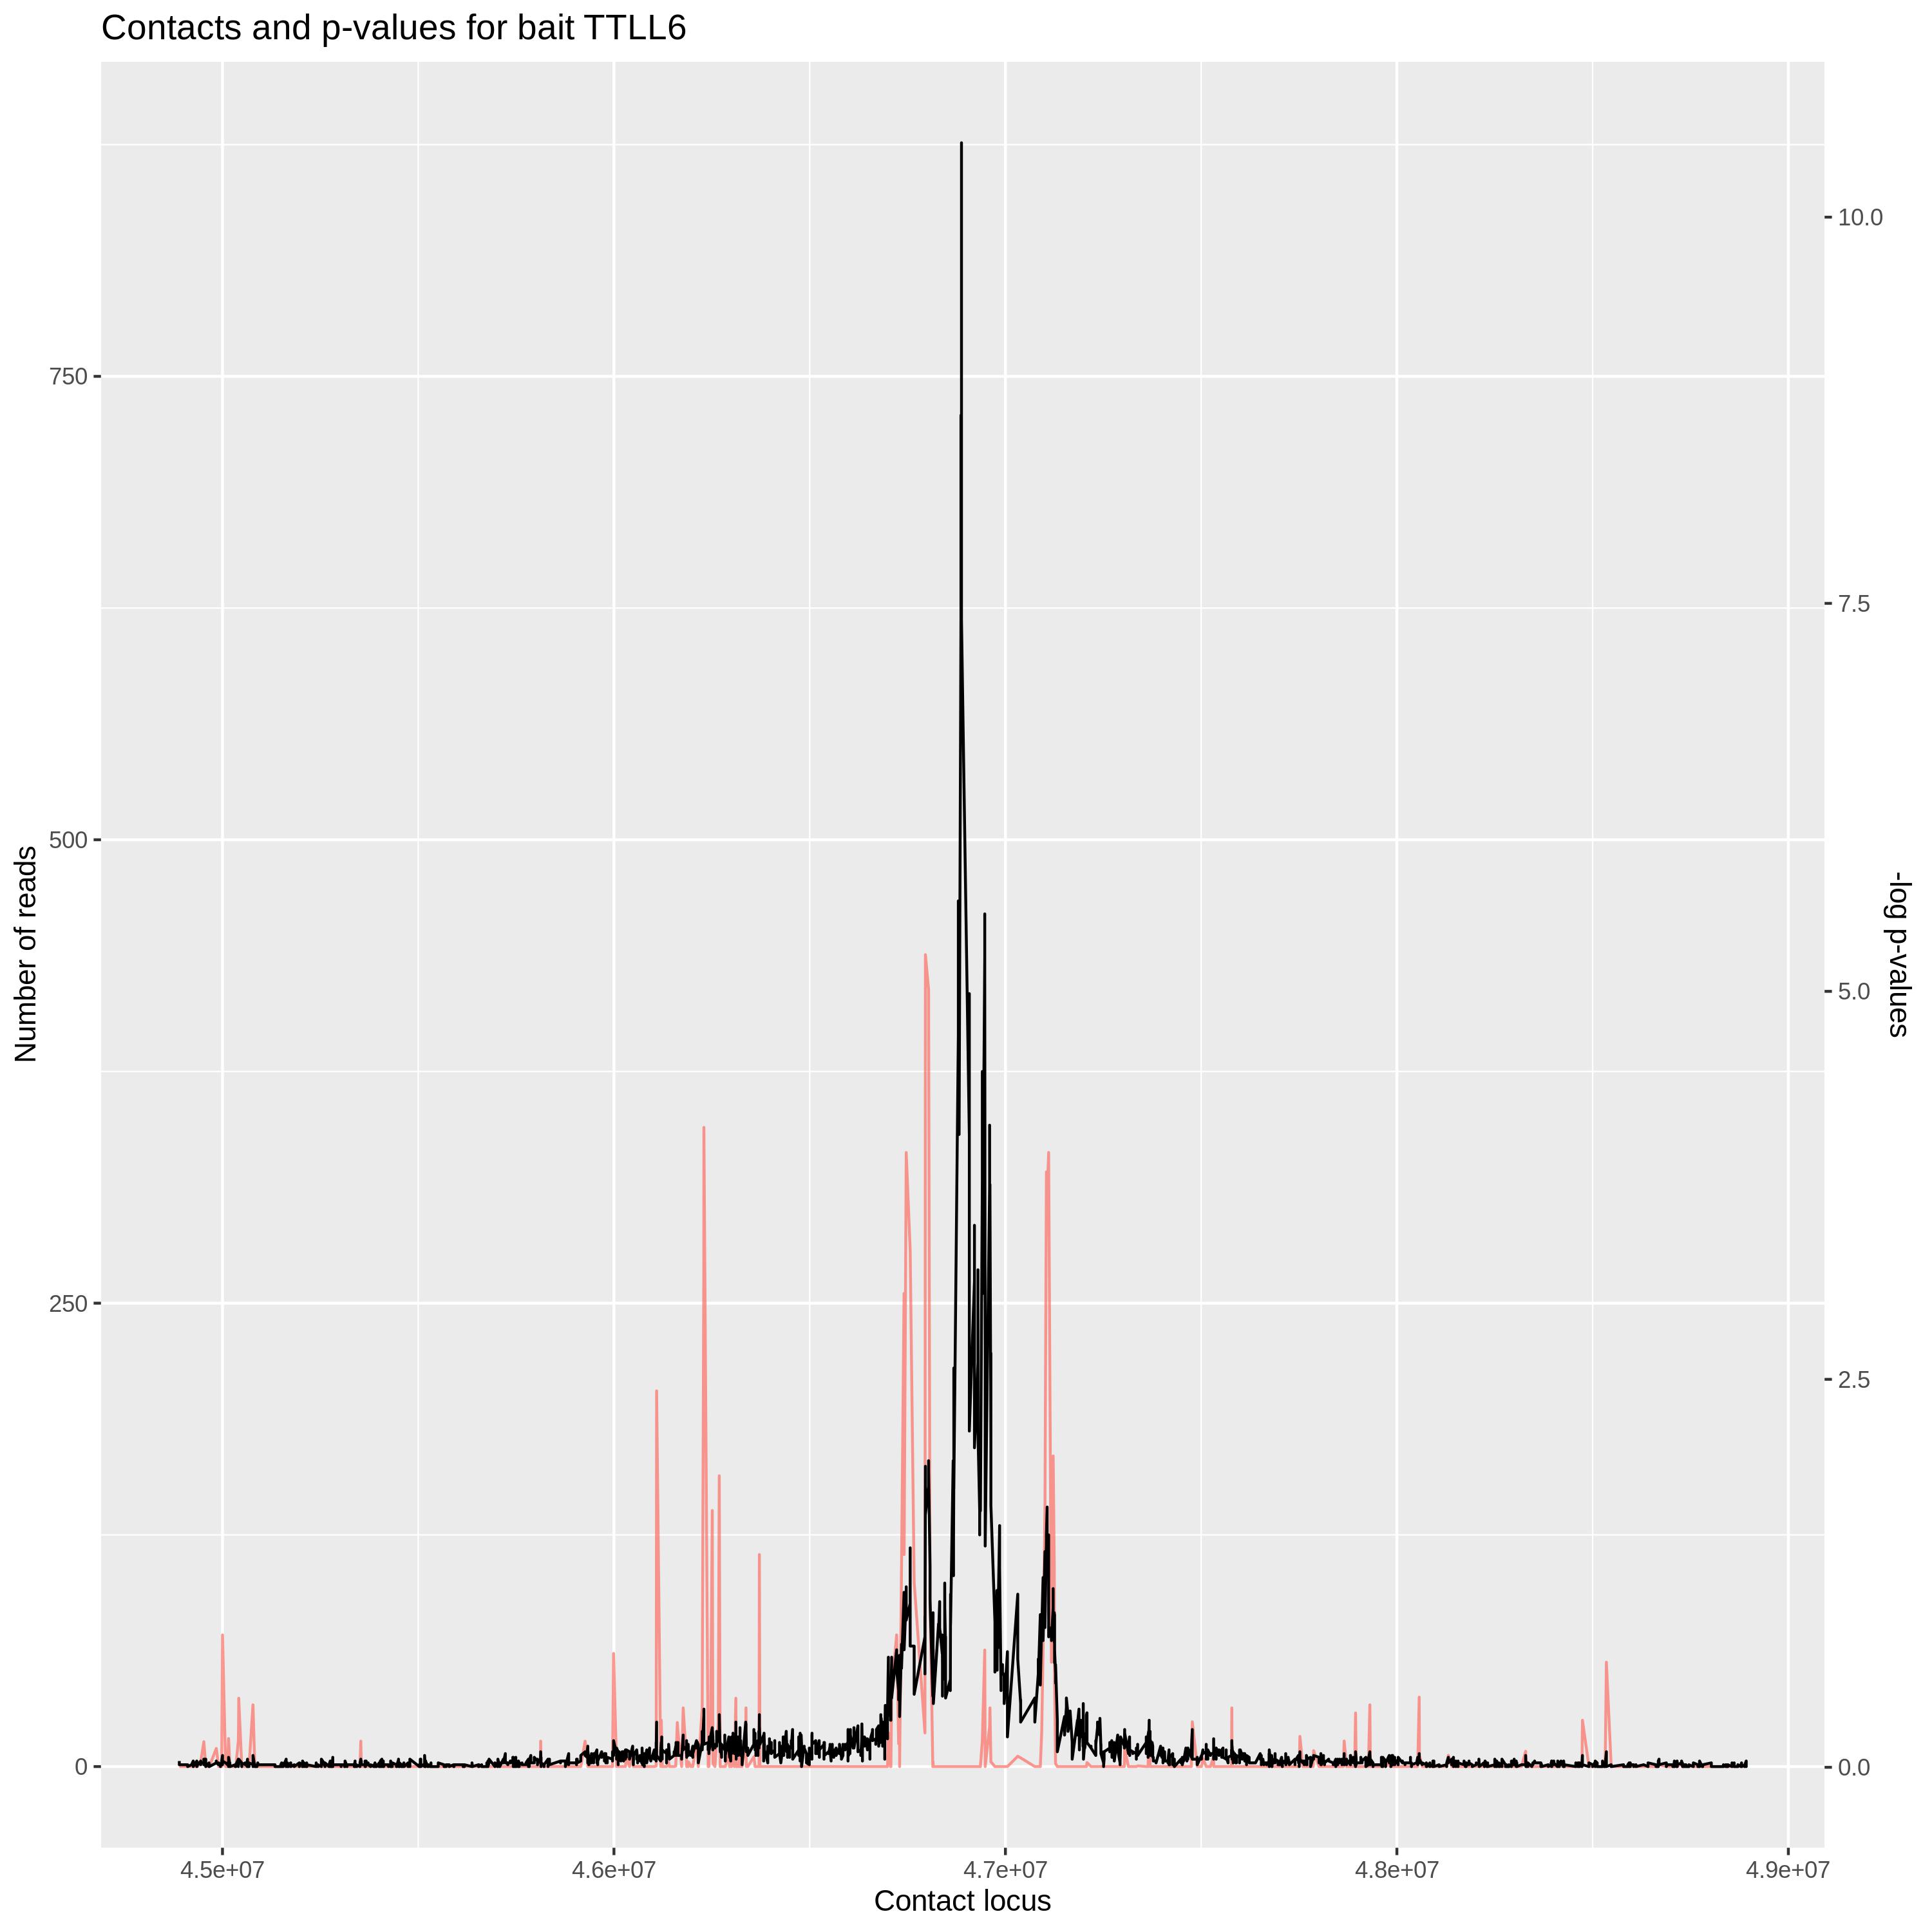 Contacts and p-values for bait TTLL6
Number of reads
750
500
250
0
10.0
7.5
5.0
2.5
0.0
-log p-values
4.5e+07
4.6e+07
4.7e+07
4.8e+07
4.9e+07
Contact locus